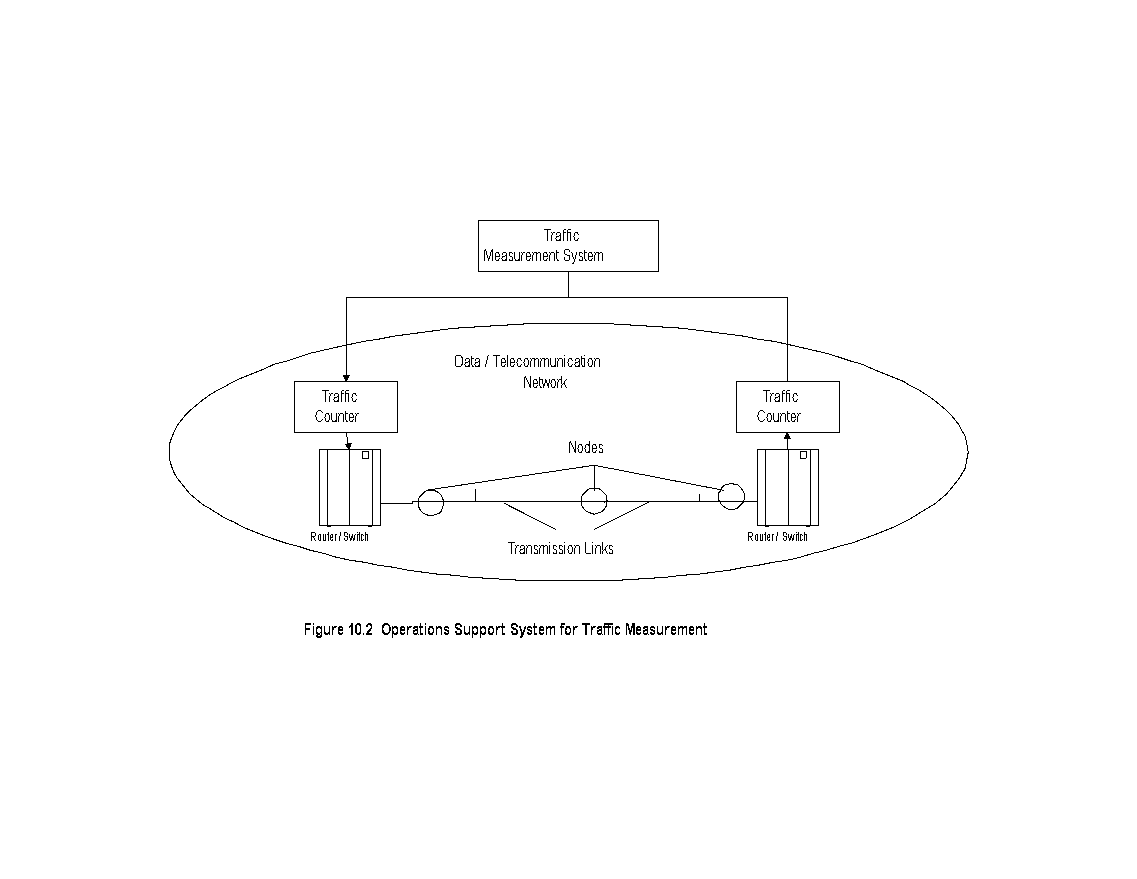 Traffic
Measurement System
Data / Telecommunication
Network
Traffic
Counter
Traffic
Counter
Nodes
Router / Switch
Router / Switch
Transmission Links
Figure 10.2 Operations Support System for Traffic Measurement